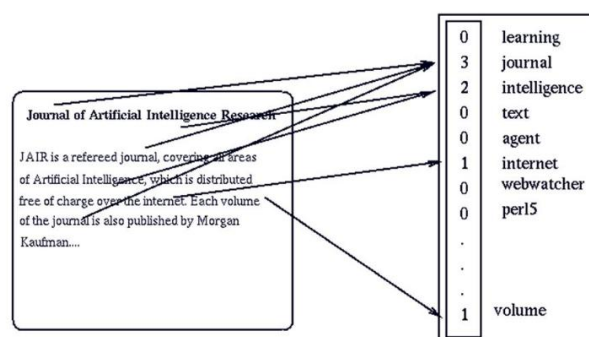 Journal of Artificial Intelligence Research
JAIR is a refereed journal, covering all areas
of Artificial Intelligence, which is distributed
free of charge over the internet. Each volume
of the journal is also published by Morgan
Kaufman....
0 learning
3 journal
2 intelligence
0 text
0 agent
1 internet
0 webwatcher
0 perl5
.
.
.
1 volume